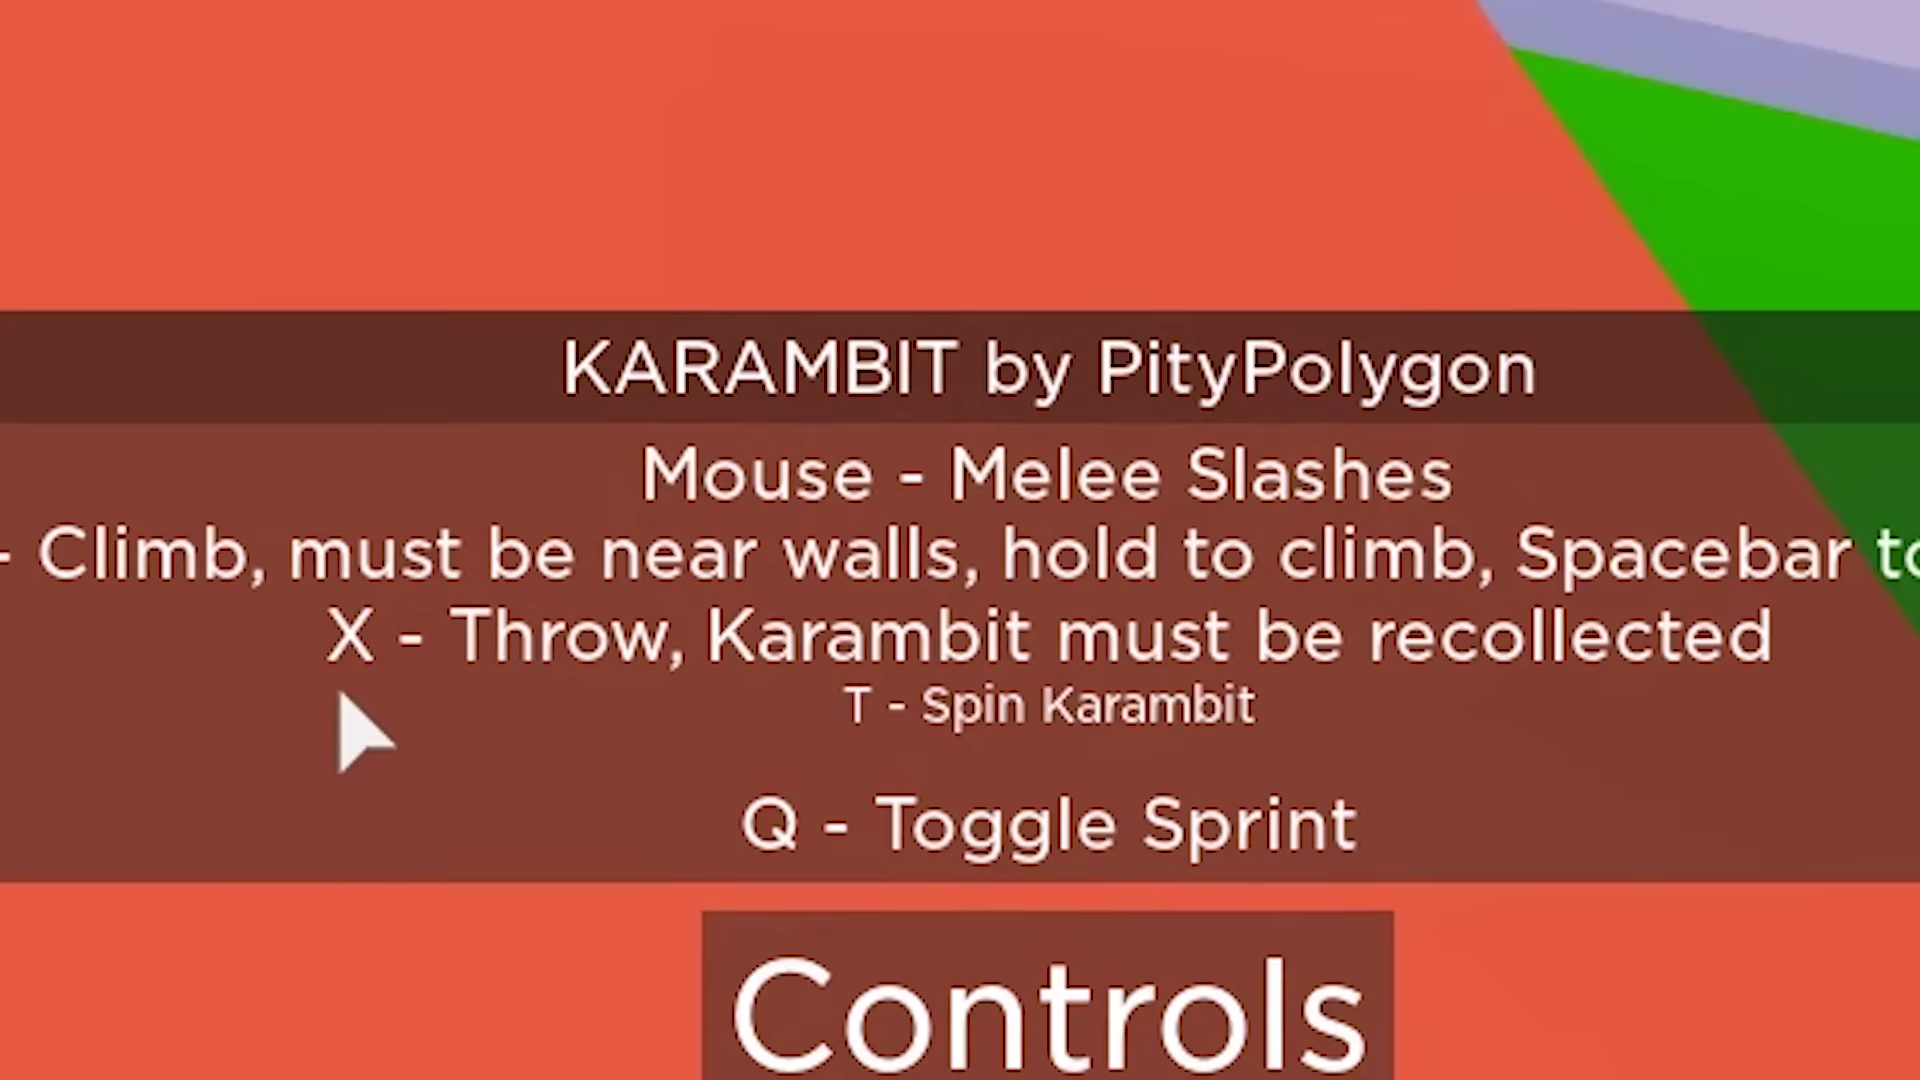 KARAMBIT by PityPolygon
Mouse - Melee Slashes
- Climb, must be near walls, hold to climb, Spacebar to
X - Throw, Karambit must be recollected
T - Spin Karambit
Q - Toggle Sprint
Controls